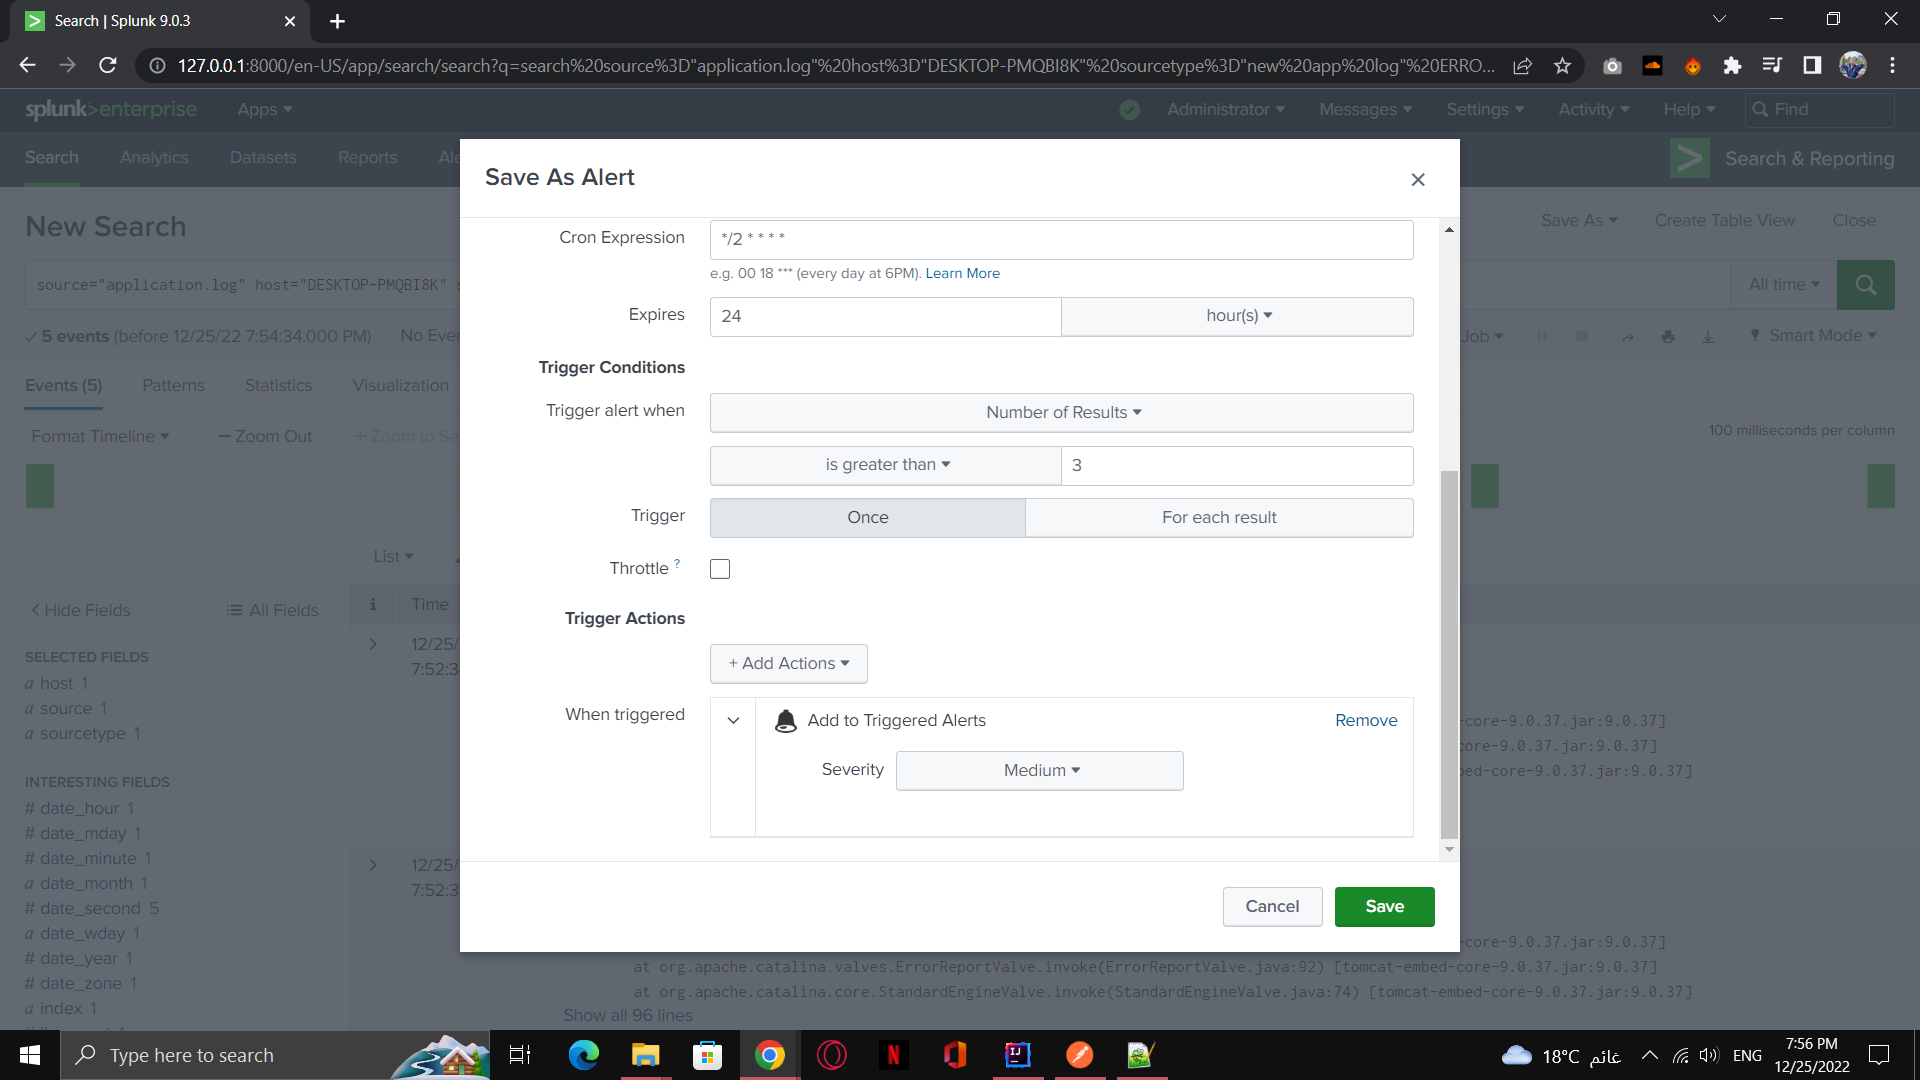 Search | Splunk 9.0.3
127.0.0.1:8000/en-US/app/search/search?q=search%20source%3D"application.log"%20host%3D"DESKTOP-PMQBI8K"%20sourcetype%3D"new%20app%20log"%20ERRO...
splunk>enterprise Apps Administrator Messages Settings Activity Help Find
Search Analytics Datasets Reports Ale Search & Reporting
Save As Alert
New Search Save As Create Table View Close
Cron Expression */2 * * * *
e.g. 00 18 *** (every day at 6PM). Learn More
source="application.log" host="DESKTOP-PMQBI8K" All time
Expires 24 hour(s)
✓ 5 events (before 12/25/22 7:54:34.000 PM) No Eve Job Smart Mode
Trigger Conditions
Events (5) Patterns Statistics Visualization
Trigger alert when Number of Results
Format Timeline — Zoom Out + Zoom to Se 100 milliseconds per column
is greater than 3
Trigger Once For each result
List
Throttle ?
< Hide Fields All Fields i Time
Trigger Actions
+ Add Actions
SELECTED FIELDS
a host 1
a source 1
a sourcetype 1
12/25/
7:52:3
When triggered Add to Triggered Alerts Remove
Severity Medium
core-9.0.37.jar:9.0.37]
core-9.0.37.jar:9.0.37]
bed-core-9.0.37.jar:9.0.37]
INTERESTING FIELDS
# date_hour 1
# date_mday 1
# date_minute 1
a date_month 1
# date_second 5
a date_wday 1
# date_year 1
# date_zone 1
a index 1
12/25/
7:52:3
Cancel Save
-core-9.0.37.jar:9.0.37]
at org.apache.catalina.valves.ErrorReportValve.invoke(ErrorReportValve.java:92) [tomcat-embed-core-9.0.37.jar:9.0.37]
at org.apache.catalina.core.StandardEngineValve.invoke(StandardEngineValve.java:74) [tomcat-embed-core-9.0.37.jar:9.0.37]
Show all 96 lines
Type here to search 18°C غائم ENG 7:56 PM
12/25/2022